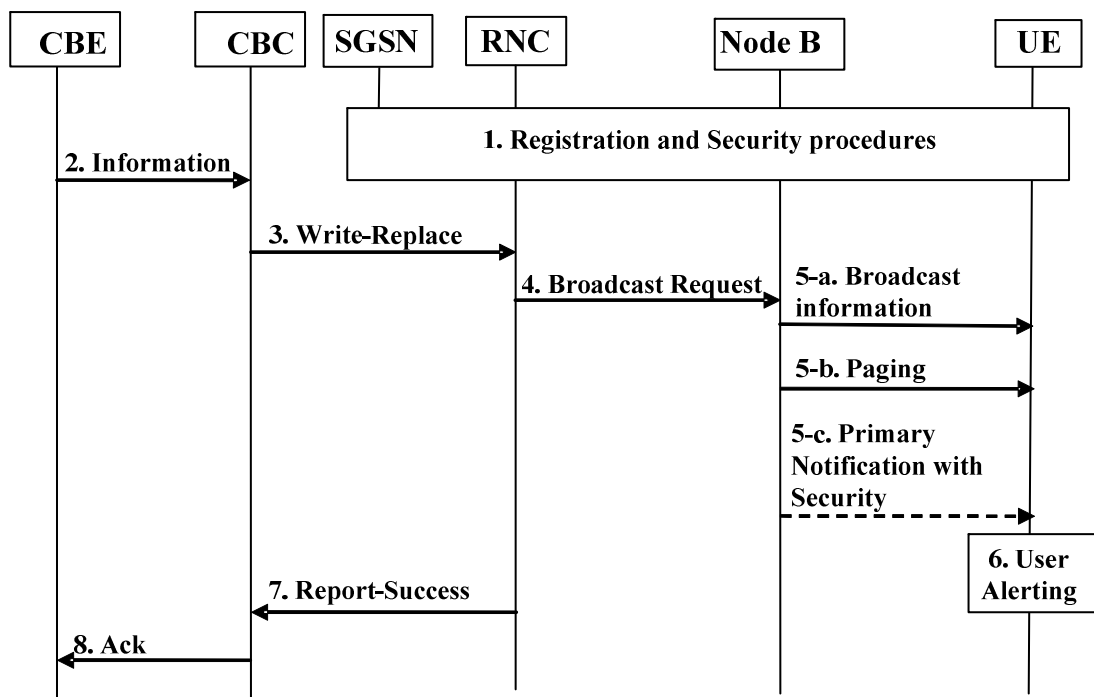 CBE
CBC
SGSN
RNC
Node B
UE
1. Registration and Security procedures
2. Information
3. Write-Replace
4. Broadcast Request
5-a. Broadcast
information
5-b. Paging
5-c. Primary
Notification with
Security
6. User
Alerting
7. Report-Success
8. Ack